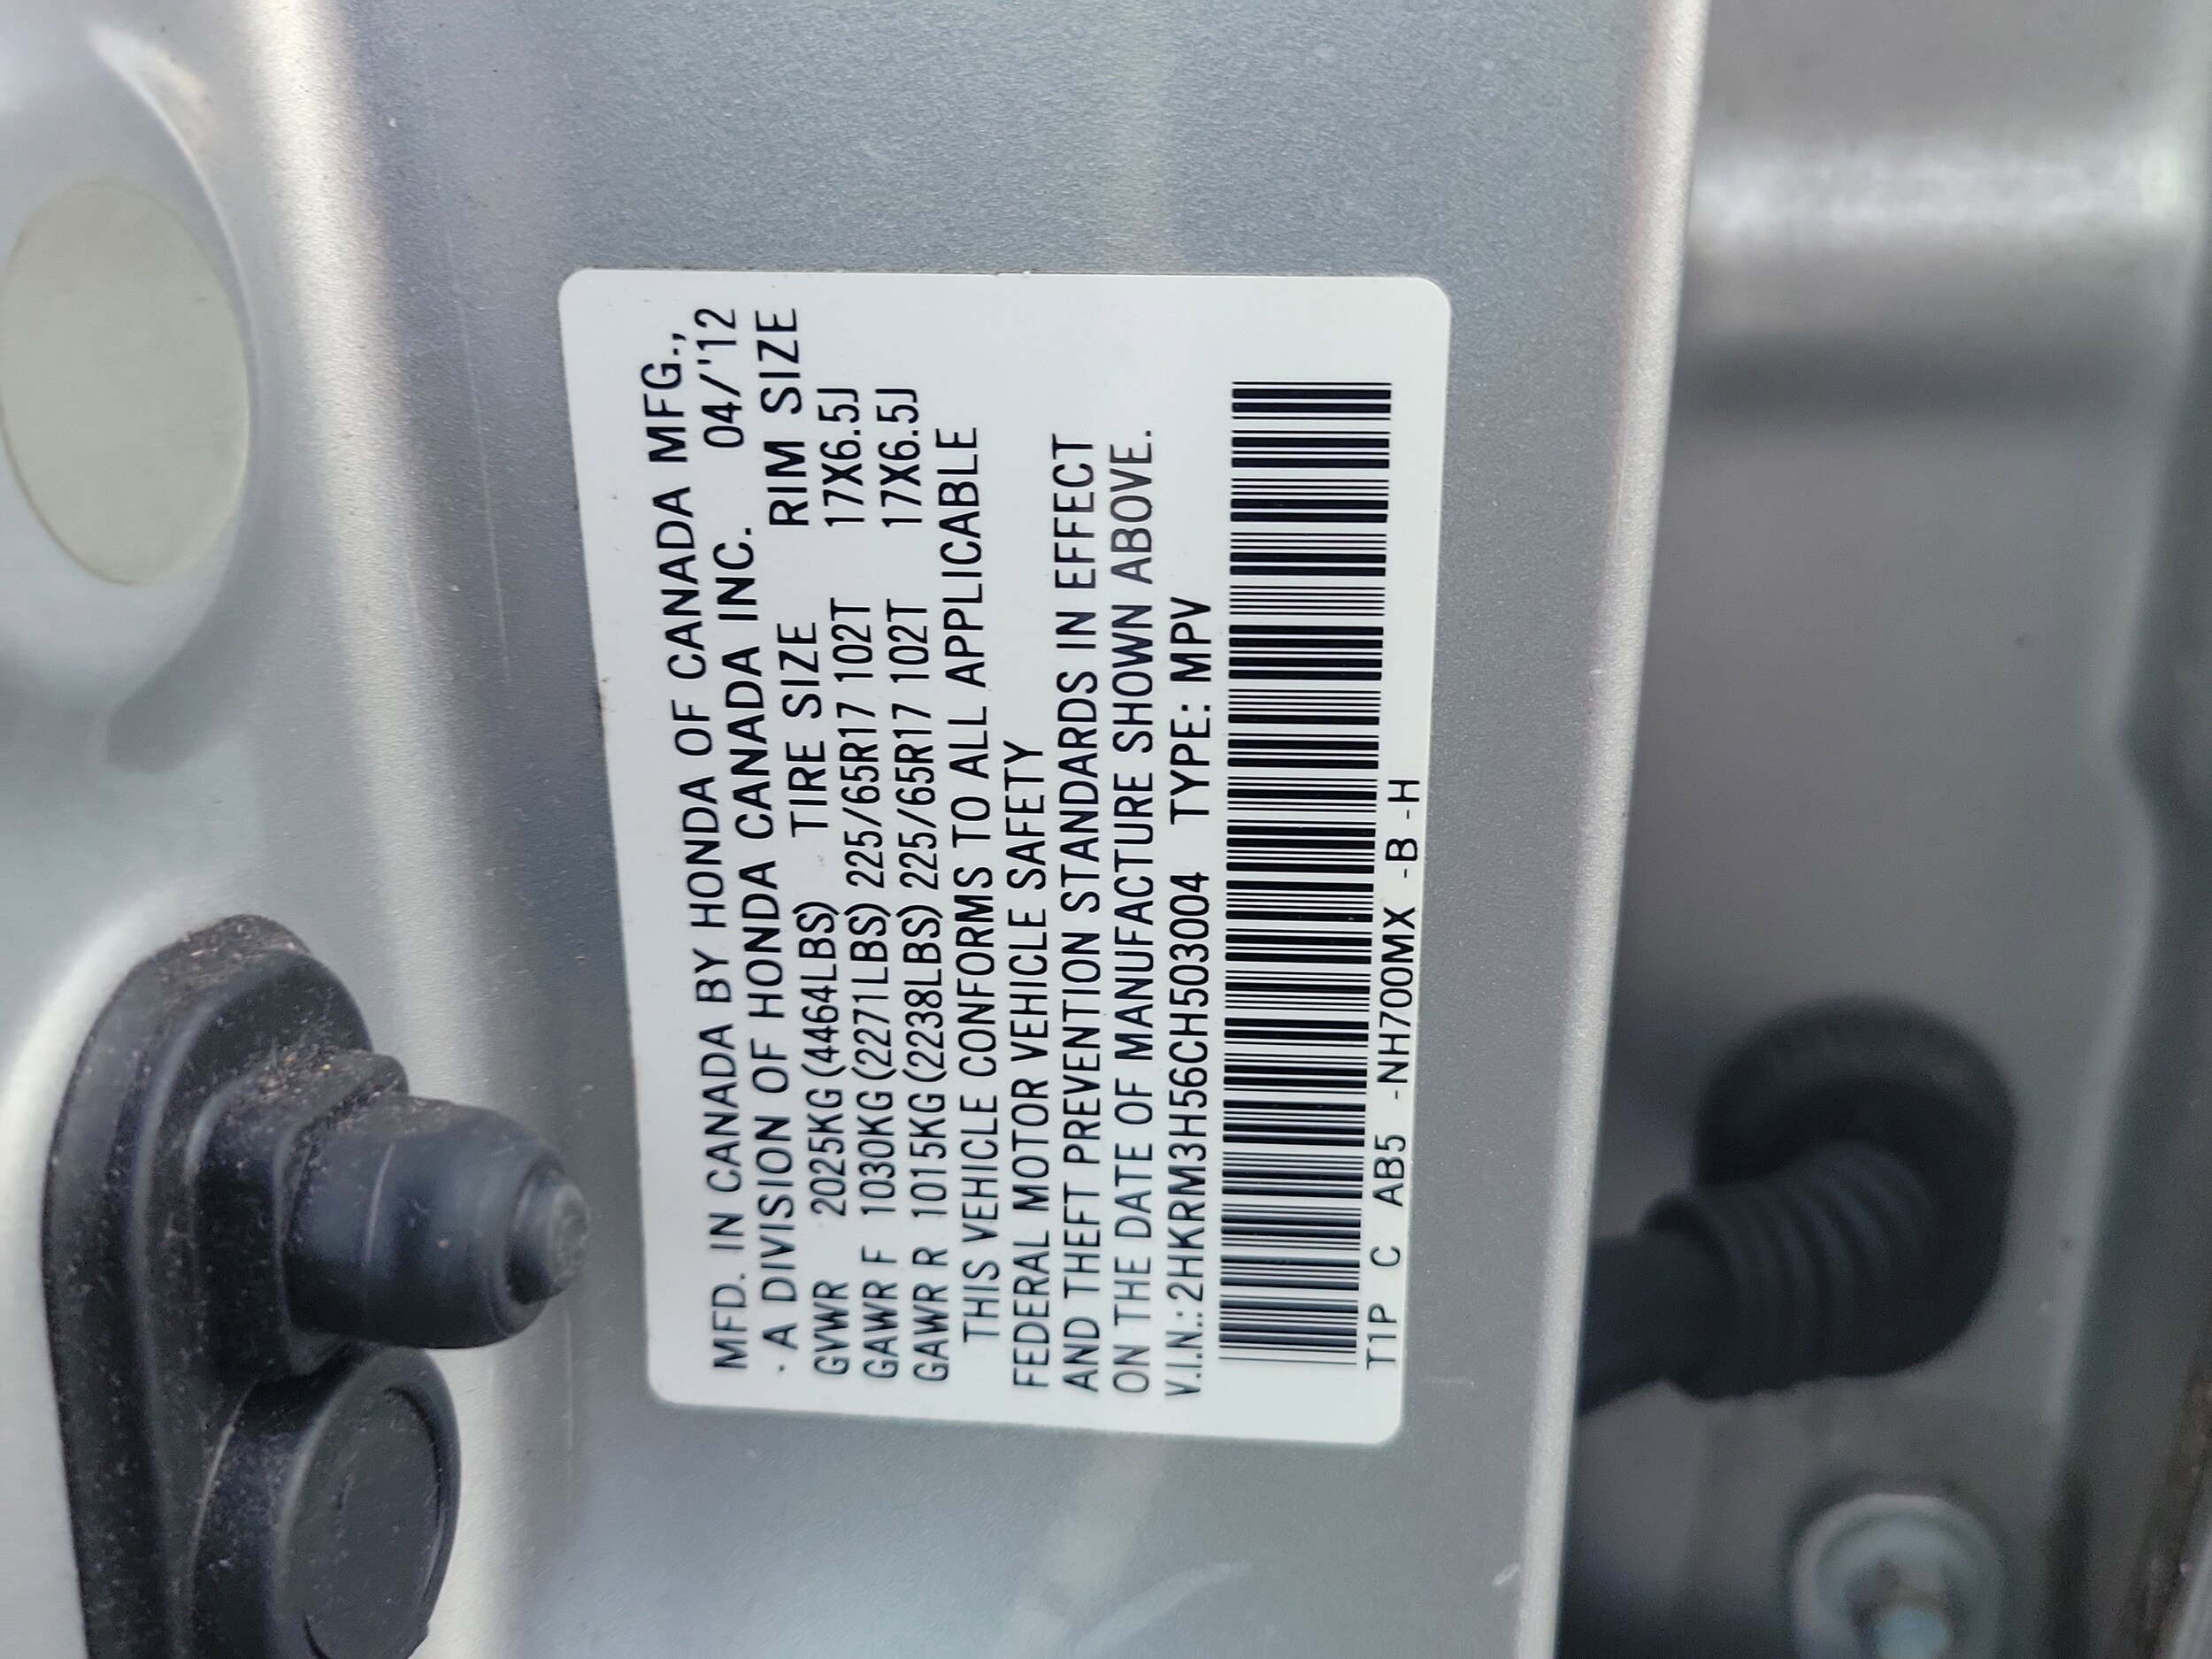 MFD. IN CANADA BY HONDA OF CANADA MFG.,
· A DIVISION OF HONDA CANADA INC. 04/'12
GVWR 2025KG (4464LBS) TIRE SIZE RIM SIZE
GAWR F 1030KG (2271LBS) 225/65R17 102T 17X6.5J
GAWR R 1015KG (2238LBS) 225/65R17 102T 17X6.5J
THIS VEHICLE CONFORMS TO ALL APPLICABLE
FEDERAL MOTOR VEHICLE SAFETY
AND THEFT PREVENTION STANDARDS IN EFFECT
ON THE DATE OF MANUFACTURE SHOWN ABOVE.
V.I.N.: 2HKRM3H56CH503004 TYPE: MPV
T1P C AB5 -NH700MX -B -H